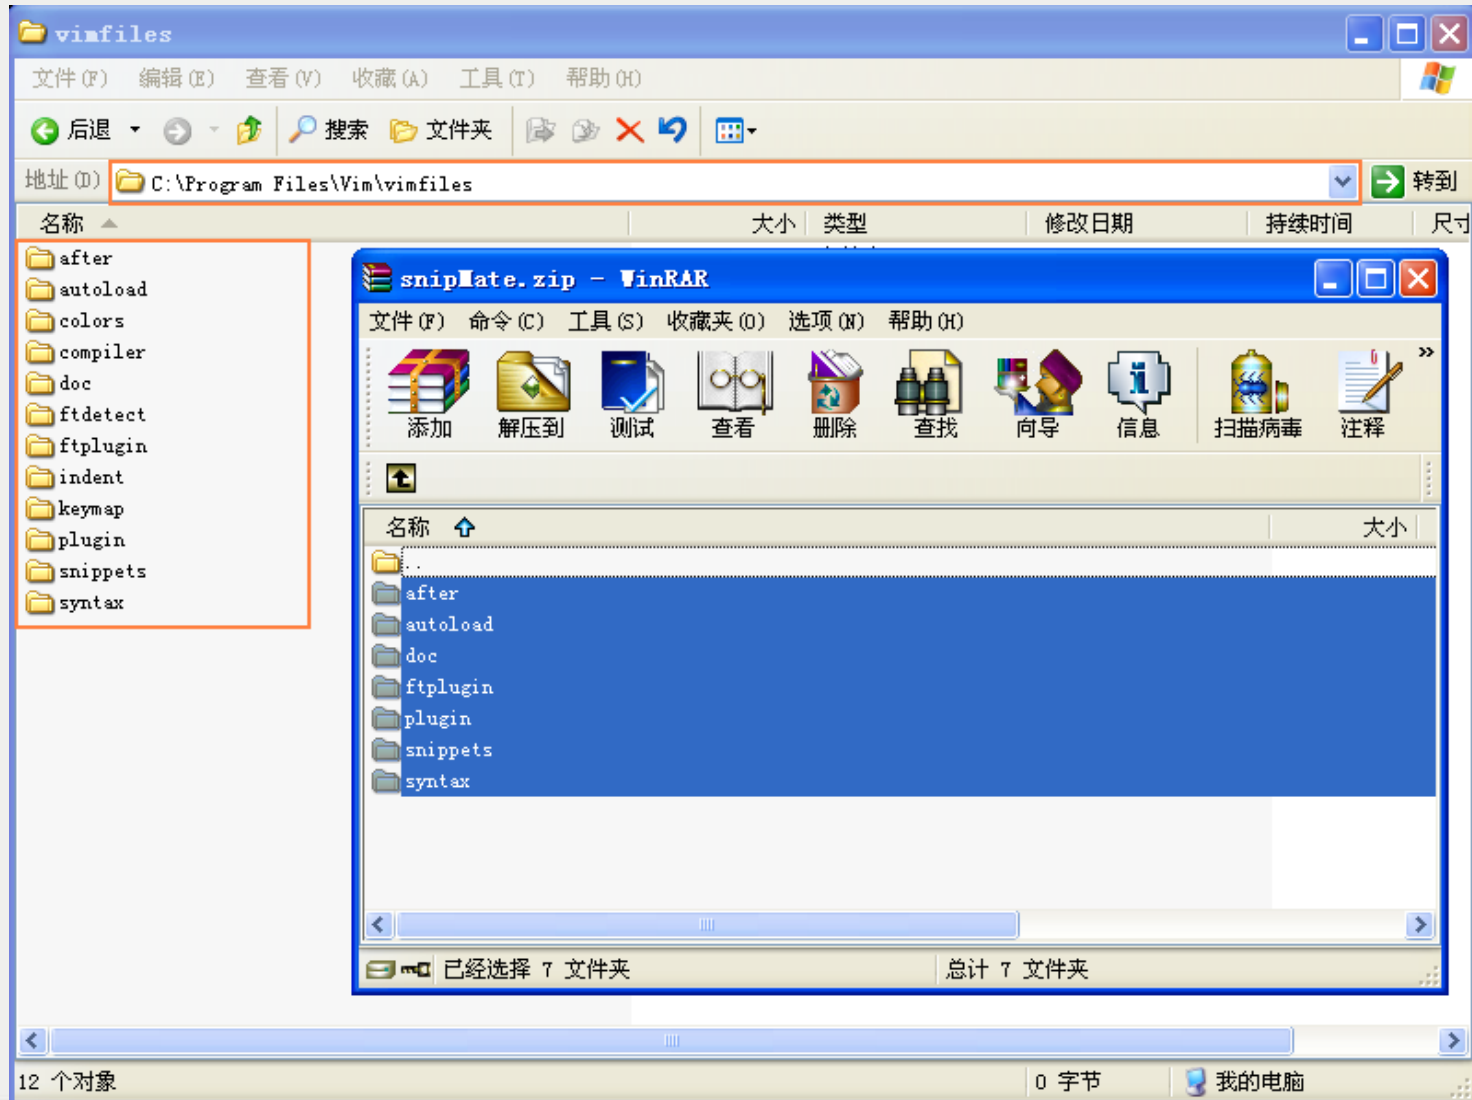 vimfiles
文件(F) 编辑(E) 查看(V) 收藏(A) 工具(T) 帮助(H)
后退 搜索 文件夹
地址(D) C:\Program Files\Vim\vimfiles 转到
名称 大小 类型 修改日期 持续时间 尺寸
after
autoload
colors
compiler
doc
ftdetect
ftplugin
indent
keymap
plugin
snippets
syntax
snipMate.zip - WinRAR
文件(F) 命令(C) 工具(S) 收藏夹(O) 选项(N) 帮助(H)
添加 解压到 测试 查看 删除 查找 向导 信息 扫描病毒 注释
名称 大小
..
after
autoload
doc
ftplugin
plugin
snippets
syntax
已经选择 7 文件夹 总计 7 文件夹
12 个对象 0 字节 我的电脑